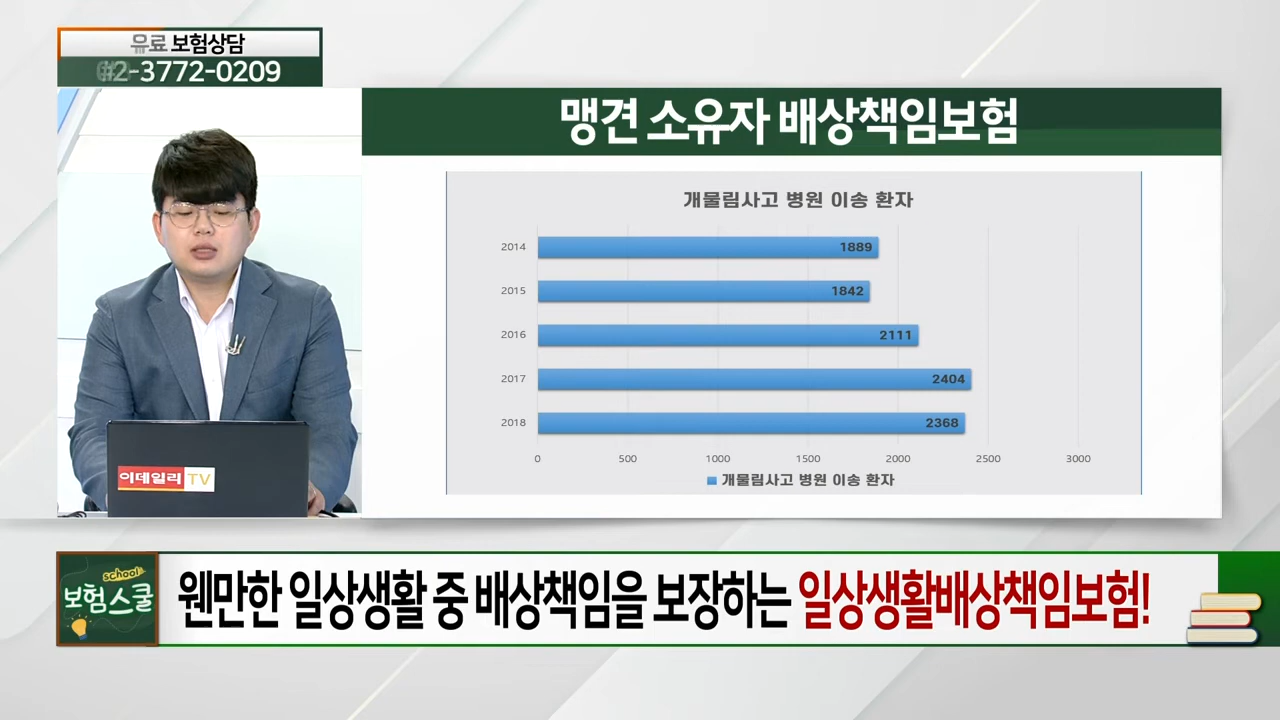 유료 보험상담
2-3772-0209
맹견 소유자 배상책임보험
개물림사고 병원 이송 환자
2014 1889
2015 1842
2016 2111
2017 2404
2018 2368
0 500 1000 1500 2000 2500 3000
개물림사고 병원 이송 환자
이데일리 TV
school
보험스쿨
웬만한 일상생활 중 배상책임을 보장하는 일상생활배상책임보험!